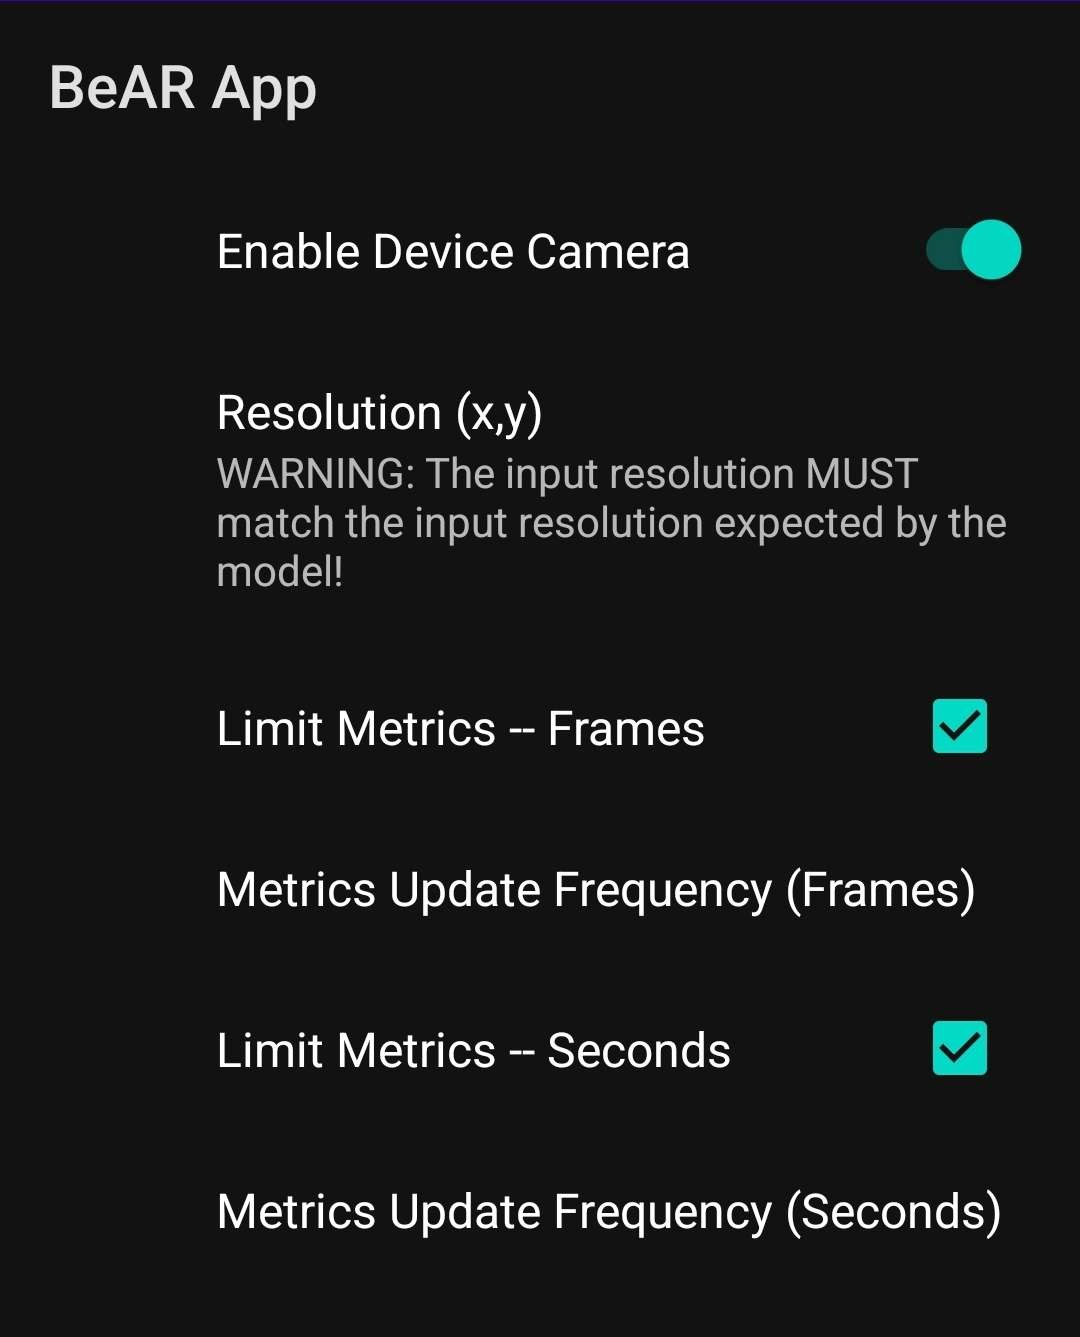 BeAR App
Enable Device Camera
Resolution (x,y)
WARNING: The input resolution MUST
match the input resolution expected by the
model!
Limit Metrics -- Frames
Metrics Update Frequency (Frames)
Limit Metrics -- Seconds
Metrics Update Frequency (Seconds)